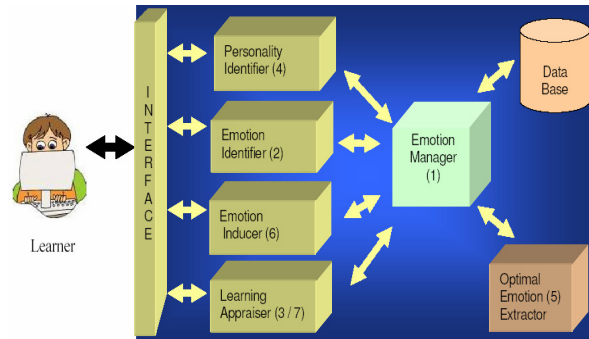 INTERFACE
Personality
Identifier (4)
Emotion
Identifier (2)
Emotion
Inducer (6)
Learning
Appraiser (3 / 7)
Emotion
Manager
(1)
Data
Base
Optimal
Emotion (5)
Extractor
Learner